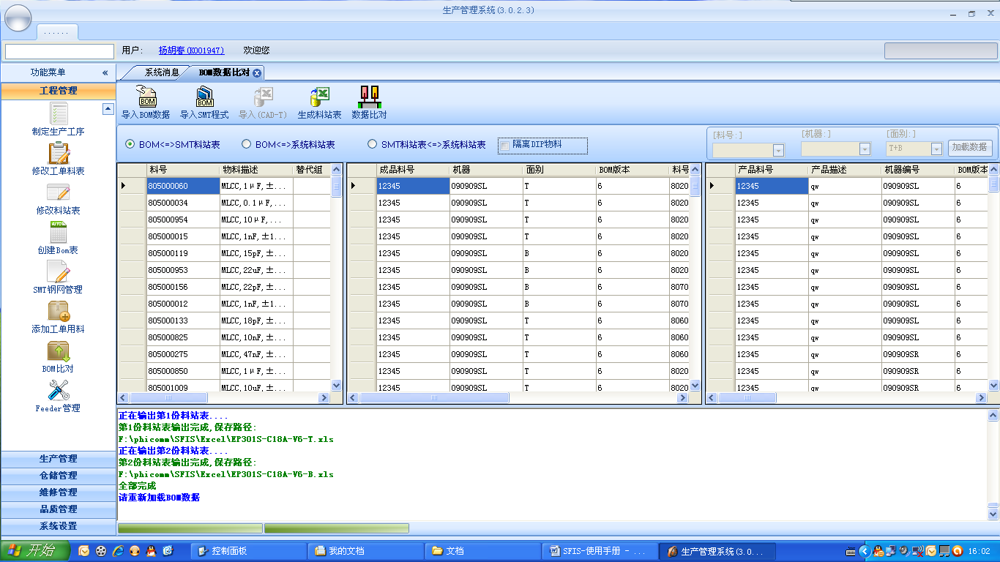 生产管理系统(3.0.2.3)
......
用户: 杨胡春(K001947) 欢迎您
功能菜单 «
系统消息 BOM数据比对
工程管理
制定生产工序
修改工单料表
修改料站表
创建Bom表
SMT钢网管理
添加工单用料
BOM比对
Feeder管理
生产管理
仓储管理
维修管理
品质管理
系统设置
导入BOM数据 导入SMT程式 导入(CAD-T) 生成料站表 数据比对
BOM<=>SMT料站表 BOM<=>系统料站表 SMT料站表<=>系统料站表 隔离DIP物料
[料号:] [机器:] [面别:]
T+B 加载数据
料号 物料描述 替代组
805000060 MLCC,1μF,±...
805000034 MLCC,0.1μF,...
805000954 MLCC,10μF,...
805000015 MLCC,1nF,±1...
805000119 MLCC,15pF,±...
805000953 MLCC,22uF,±...
805000156 MLCC,22pF,±...
805000012 MLCC,1nF,±1...
805000133 MLCC,18pF,±...
805000825 MLCC,10nF,±...
805000275 MLCC,47nF,±...
805000850 MLCC,1μF,±...
805001009 MLCC,10uF,±...
成品料号 机器 面别 BOM版本 料号
12345 090909SL T 6 8020
12345 090909SL T 6 8020
12345 090909SL T 6 8020
12345 090909SL T 6 8020
12345 090909SL B 6 8020
12345 090909SL B 6 8020
12345 090909SL B 6 8070
12345 090909SL B 6 8070
12345 090909SL T 6 8060
12345 090909SL T 6 8060
12345 090909SL T 6 8060
12345 090909SL T 6 8020
12345 090909SL T 6 8020
产品料号 产品描述 机器编号 BOM版本
12345 qw 090909SL 6
12345 qw 090909SL 6
12345 qw 090909SL 6
12345 qw 090909SL 6
12345 qw 090909SL 6
12345 qw 090909SL 6
12345 qw 090909SL 6
12345 qw 090909SL 6
12345 qw 090909SL 6
12345 qw 090909SL 6
12345 qw 090909SR 6
12345 qw 090909SR 6
12345 qw 090909SR 6
正在输出第1份料站表....
第1份料站表输出完成,保存路径:
F:\phicomm\SFIS\Excel\EP301S-C18A-V6-T.xls
正在输出第2份料站表....
第2份料站表输出完成,保存路径:
F:\phicomm\SFIS\Excel\EP301S-C18A-V6-B.xls
全部完成
请重新加载BOM数据
开始 控制面板 我的文档 文档 SFIS-使用手册 - ... 生产管理系统(3.0... 16:02